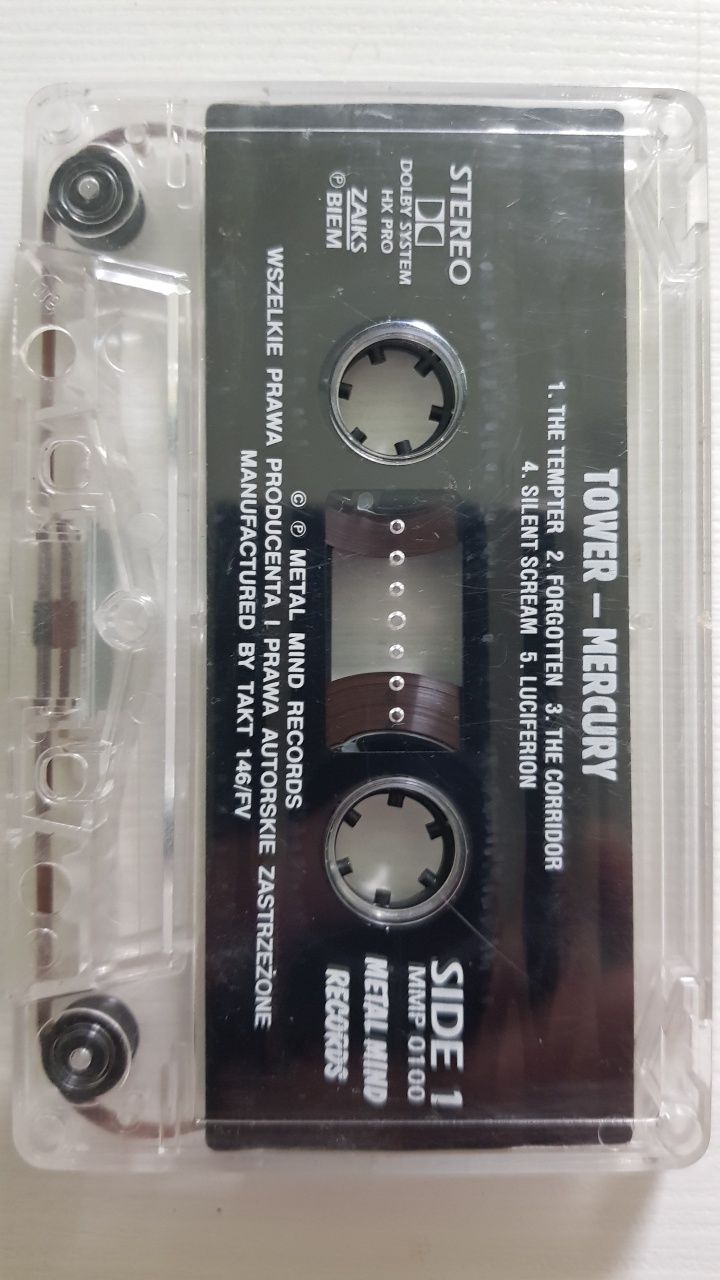 TOWER – MERCURY
1. THE TEMPTER 2. FORGOTTEN 3. THE CORRIDOR
4. SILENT SCREAM 5. LUCIFERION
STEREO
DOLBY SYSTEM
HX PRO
ZAIKS
Ⓟ BIEM
SIDE 1
MMP 0100
METAL MIND
RECORDS
© Ⓟ METAL MIND RECORDS
WSZELKIE PRAWA PRODUCENTA I PRAWA AUTORSKIE ZASTRZEŻONE
MANUFACTURED BY TAKT 146/FV